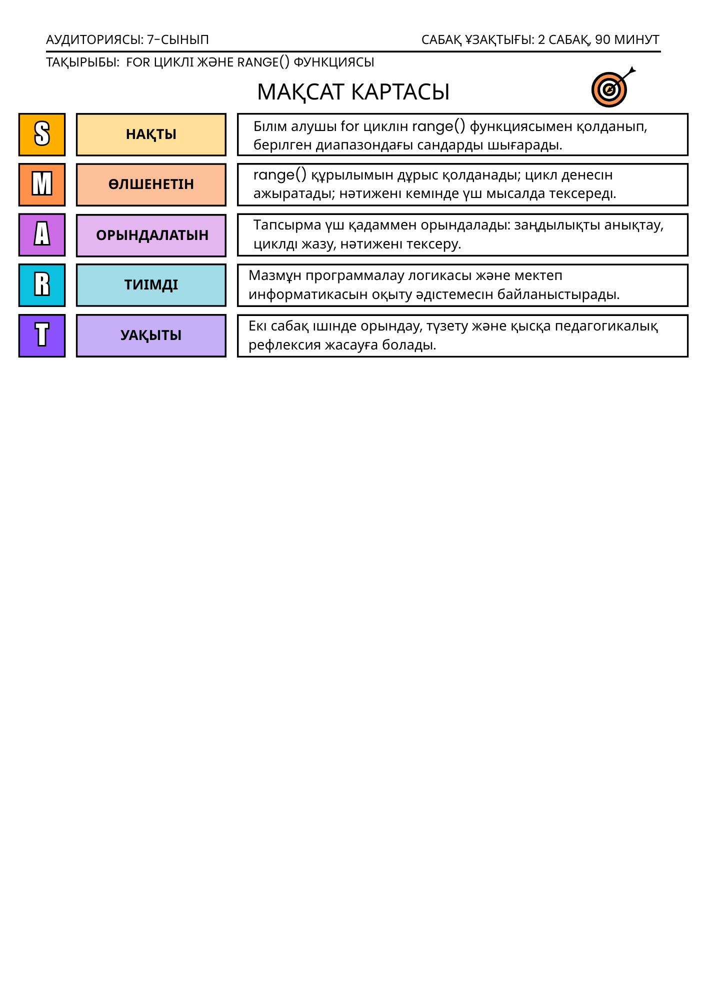 АУДИТОРИЯСЫ: 7-СЫНЫП
САБАҚ ҰЗАҚТЫҒЫ: 2 САБАҚ, 90 МИНУТ
ТАҚЫРЫБЫ: FOR ЦИКЛІ ЖӘНЕ RANGE() ФУНКЦИЯСЫ
МАҚСАТ КАРТАСЫ
S
НАҚТЫ
Білім алушы for циклін range() функциясымен қолданып,
берілген диапазондағы сандарды шығарады.
M
ӨЛШЕНЕТІН
range() құрылымын дұрыс қолданады; цикл денесін
ажыратады; нәтижені кемінде үш мысалда тексереді.
A
ОРЫНДАЛАТЫН
Тапсырма үш қадаммен орындалады: заңдылықты анықтау,
циклді жазу, нәтижені тексеру.
R
ТИІМДІ
Мазмұн программалау логикасы және мектеп
информатикасын оқыту әдістемесін байланыстырады.
T
УАҚЫТЫ
Екі сабақ ішінде орындау, түзету және қысқа педагогикалық
рефлексия жасауға болады.